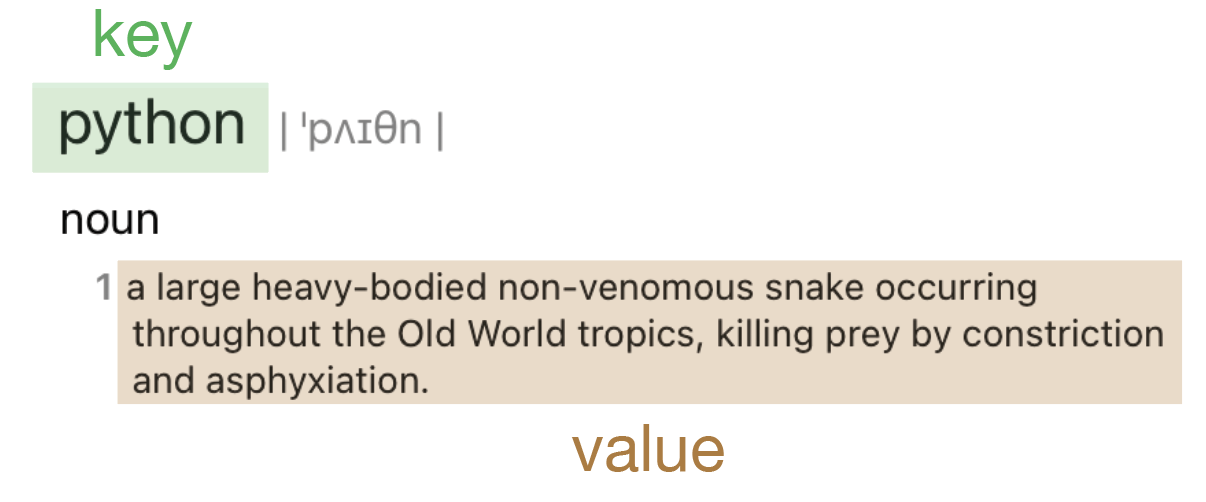 key
python | ˈpʌɪθn |
noun
1 a large heavy-bodied non-venomous snake occurring
throughout the Old World tropics, killing prey by constriction
and asphyxiation.
value